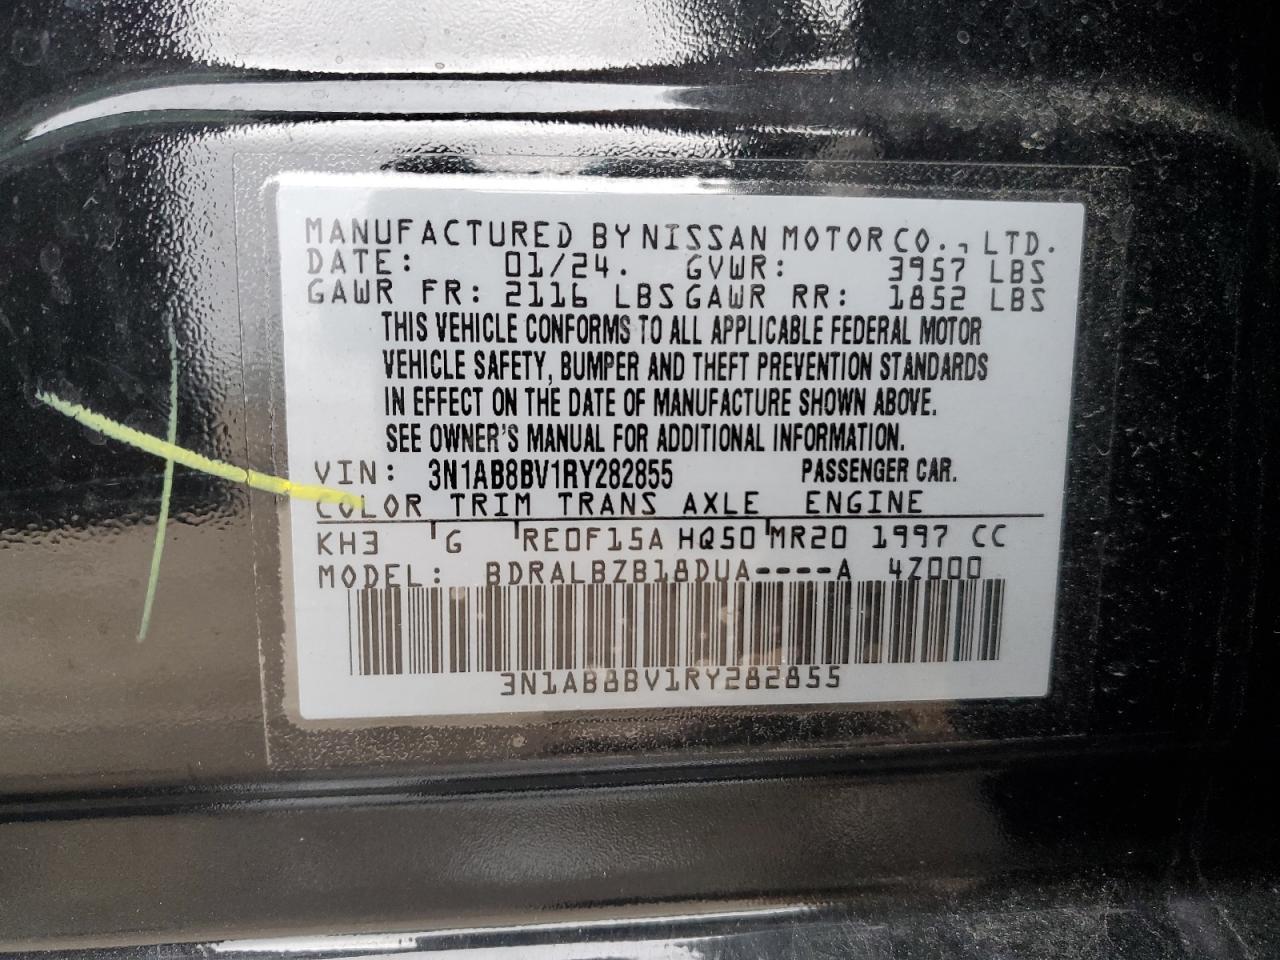 MANUFACTURED BY NISSAN MOTOR CO., LTD.
DATE: 01/24. GVWR: 3957 LBS
GAWR FR: 2116 LBS GAWR RR: 1852 LBS
THIS VEHICLE CONFORMS TO ALL APPLICABLE FEDERAL MOTOR
VEHICLE SAFETY, BUMPER AND THEFT PREVENTION STANDARDS
IN EFFECT ON THE DATE OF MANUFACTURE SHOWN ABOVE.
SEE OWNER'S MANUAL FOR ADDITIONAL INFORMATION.
VIN: 3N1AB8BV1RY282855 PASSENGER CAR.
COLOR TRIM TRANS AXLE ENGINE
KH3 G RE0F15A HQ50 MR20 1997 CC
MODEL: BDRALBZB18DUA----A 4Z000
3N1AB8BV1RY282855